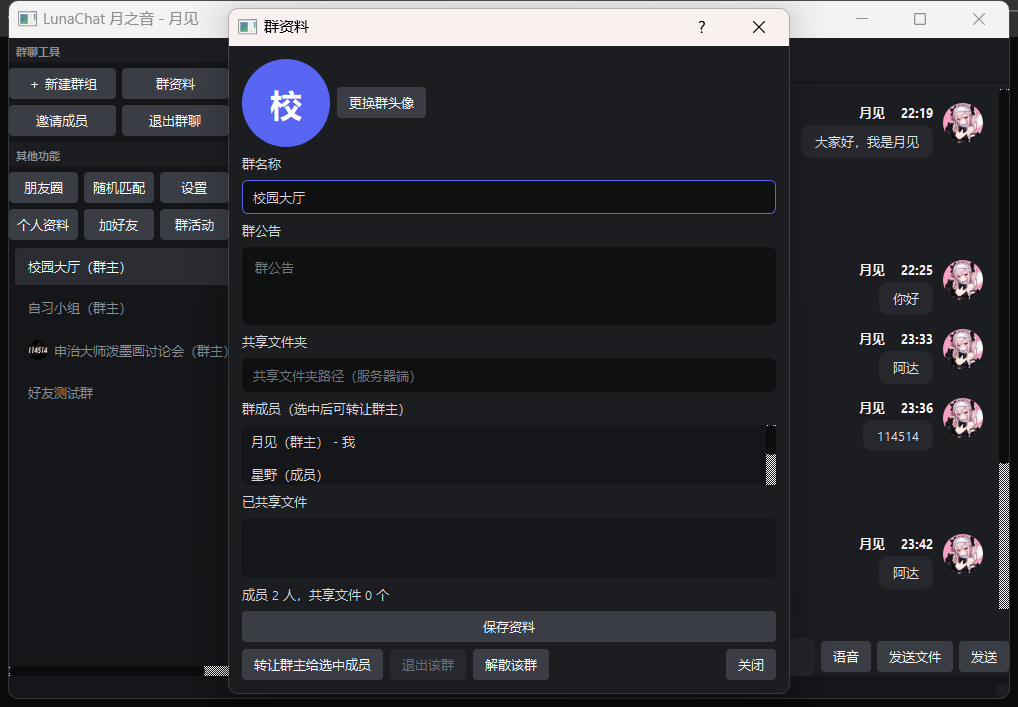 LunaChat 月之音 - 月见
群聊工具
+ 新建群组
群资料
邀请成员
退出群聊
其他功能
朋友圈
随机匹配
设置
个人资料
加好友
群活动
校园大厅（群主）
自习小组（群主）
114514 申治大师泼墨画讨论会（群主）
好友测试群
群资料
?
校
更换群头像
群名称
校园大厅
群公告
群公告
共享文件夹
共享文件夹路径（服务器端）
群成员（选中后可转让群主）
月见（群主） - 我
星野（成员）
已共享文件
成员 2 人，共享文件 0 个
保存资料
转让群主给选中成员
退出该群
解散该群
关闭
月见 22:19
大家好，我是月见
月见 22:25
你好
月见 23:33
阿达
月见 23:36
114514
月见 23:42
阿达
语音
发送文件
发送